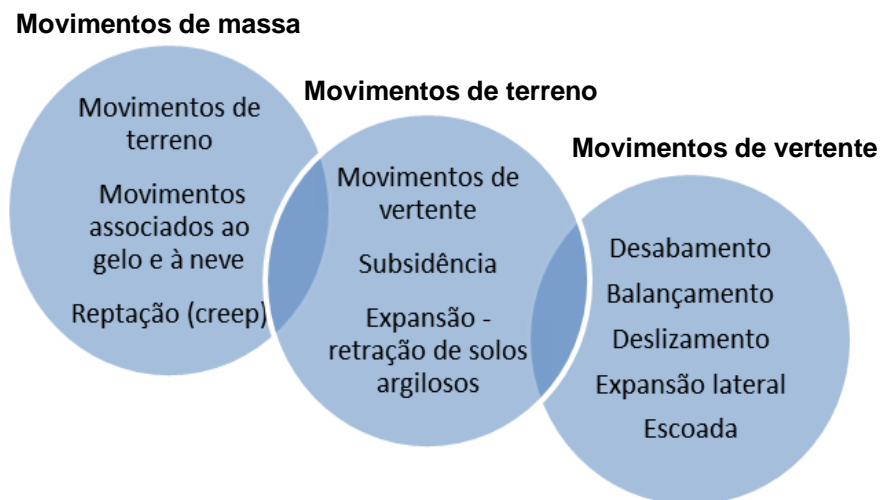 Movimentos de massa
Movimentos de
terreno
Movimentos
associados ao
gelo e à neve
Reptação (creep)
Movimentos de terreno
Movimentos de
vertente
Subsidência
Expansão -
retração de solos
argilosos
Movimentos de vertente
Desabamento
Balançamento
Deslizamento
Expansão lateral
Escoada